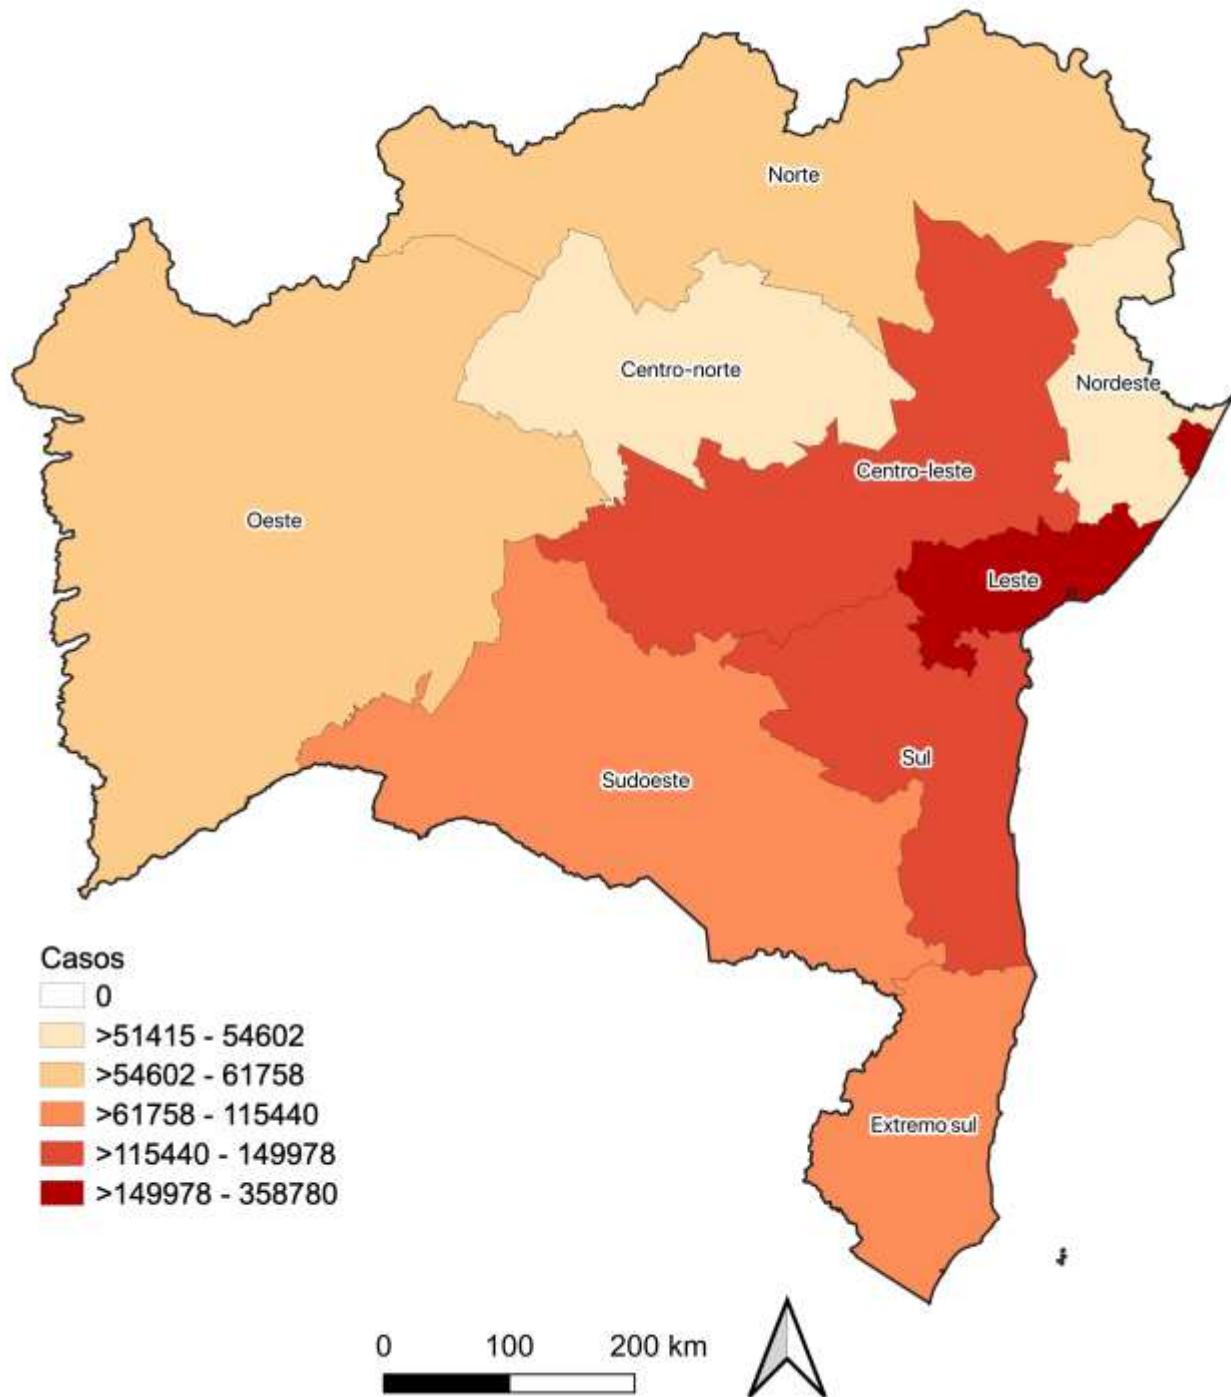 Norte
Centro-norte
Nordeste
Centro-leste
Oeste
Leste
Sul
Sudoeste
Extremo sul
Casos
0
>51415 - 54602
>54602 - 61758
>61758 - 115440
>115440 - 149978
>149978 - 358780
0 100 200 km